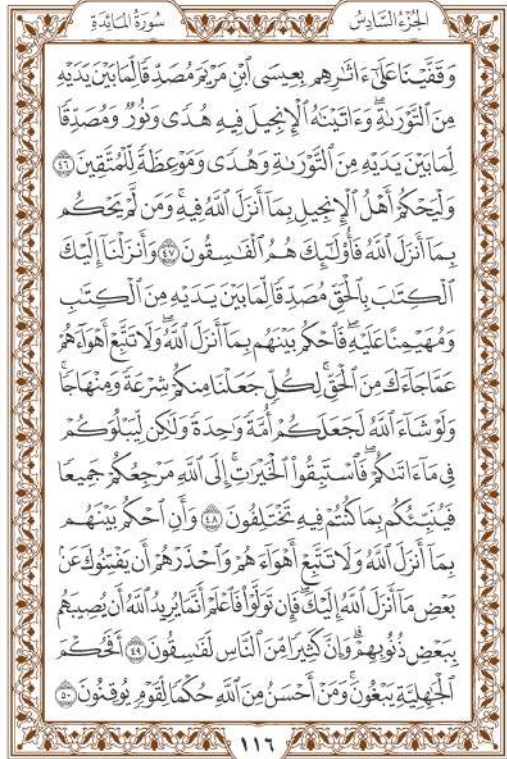 الجُزْءُ السَّادِسُ
سُورَةُ المَائِدَةِ
وَقَفَّيْنَا عَلَىٰٓ ءَاثَٰرِهِم بِعِيسَى ٱبْنِ مَرْيَمَ مُصَدِّقًا لِّمَا بَيْنَ يَدَيْهِ
مِنَ ٱلتَّوْرَىٰةِۖ وَءَاتَيْنَٰهُ ٱلْإِنجِيلَ فِيهِ هُدًى وَنُورٌ وَمُصَدِّقًا
لِّمَا بَيْنَ يَدَيْهِ مِنَ ٱلتَّوْرَىٰةِ وَهُدًى وَمَوْعِظَةً لِّلْمُتَّقِينَ ٤٦
وَلْيَحْكُمْ أَهْلُ ٱلْإِنجِيلِ بِمَآ أَنزَلَ ٱللَّهُ فِيهِۚ وَمَن لَّمْ يَحْكُم
بِمَآ أَنزَلَ ٱللَّهُ فَأُو۟لَٰٓئِكَ هُمُ ٱلْفَٰسِقُونَ ٤٧ وَأَنزَلْنَآ إِلَيْكَ
ٱلْكِتَٰبَ بِٱلْحَقِّ مُصَدِّقًا لِّمَا بَيْنَ يَدَيْهِ مِنَ ٱلْكِتَٰبِ
وَمُهَيْمِنًا عَلَيْهِۖ فَٱحْكُم بَيْنَهُم بِمَآ أَنزَلَ ٱللَّهُۖ وَلَا تَتَّبِعْ أَهْوَآءَهُمْ
عَمَّا جَآءَكَ مِنَ ٱلْحَقِّۚ لِكُلٍّ جَعَلْنَا مِنكُمْ شِرْعَةً وَمِنْهَاجًاۚ
وَلَوْ شَآءَ ٱللَّهُ لَجَعَلَكُمْ أُمَّةً وَٰحِدَةً وَلَٰكِن لِّيَبْلُوَكُمْ
فِى مَآ ءَاتَىٰكُمْۖ فَٱسْتَبِقُوا۟ ٱلْخَيْرَٰتِۚ إِلَى ٱللَّهِ مَرْجِعُكُمْ جَمِيعًا
فَيُنَبِّئُكُم بِمَا كُنتُمْ فِيهِ تَخْتَلِفُونَ ٤٨ وَأَنِ ٱحْكُم بَيْنَهُم
بِمَآ أَنزَلَ ٱللَّهُ وَلَا تَتَّبِعْ أَهْوَآءَهُمْ وَٱحْذَرْهُمْ أَن يَفْتِنُوكَ عَنۢ
بَعْضِ مَآ أَنزَلَ ٱللَّهُ إِلَيْكَۖ فَإِن تَوَلَّوْا۟ فَٱعْلَمْ أَنَّمَا يُرِيدُ ٱللَّهُ أَن يُصِيبَهُم
بِبَعْضِ ذُنُوبِهِمْۗ وَإِنَّ كَثِيرًا مِّنَ ٱلنَّاسِ لَفَٰسِقُونَ ٤٩ أَفَحُكْمَ
ٱلْجَٰهِلِيَّةِ يَبْغُونَۚ وَمَنْ أَحْسَنُ مِنَ ٱللَّهِ حُكْمًا لِّقَوْمٍ يُوقِنُونَ ٥٠
١١٦